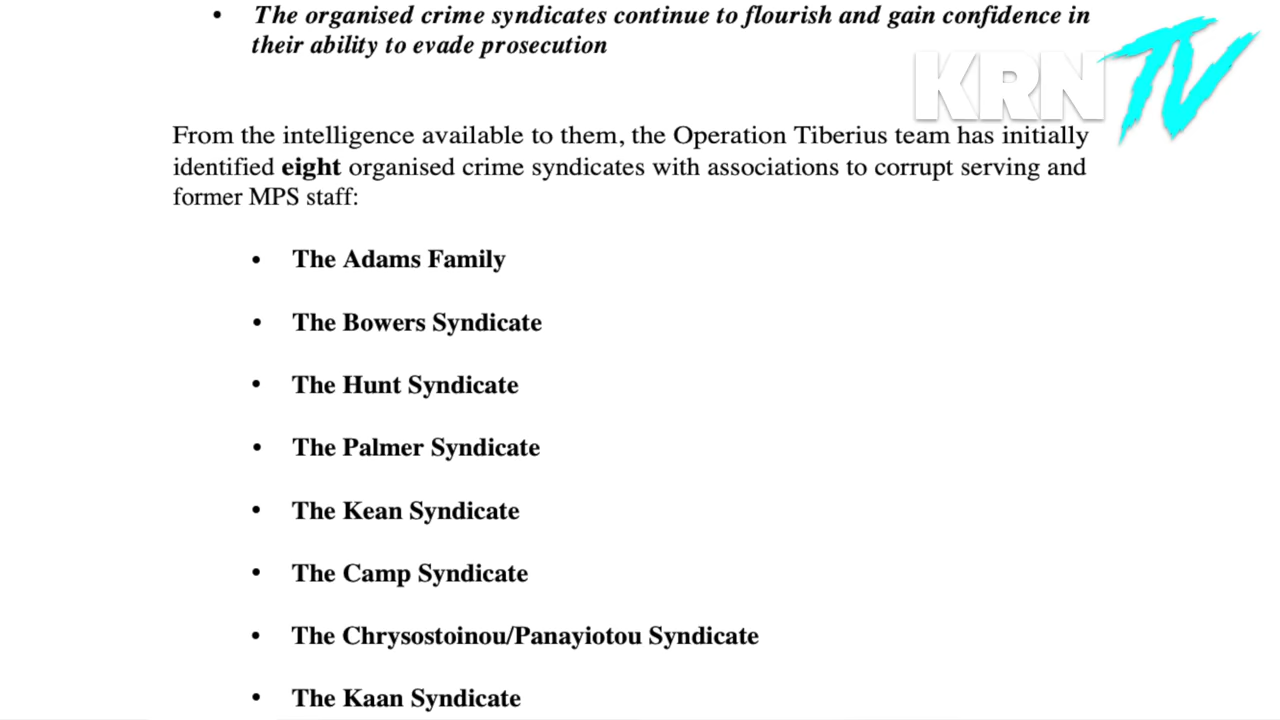 • The organised crime syndicates continue to flourish and gain confidence in
their ability to evade prosecution
KRN TV
From the intelligence available to them, the Operation Tiberius team has initially
identified eight organised crime syndicates with associations to corrupt serving and
former MPS staff:
• The Adams Family
• The Bowers Syndicate
• The Hunt Syndicate
• The Palmer Syndicate
• The Kean Syndicate
• The Camp Syndicate
• The Chrysostoinou/Panayiotou Syndicate
• The Kaan Syndicate